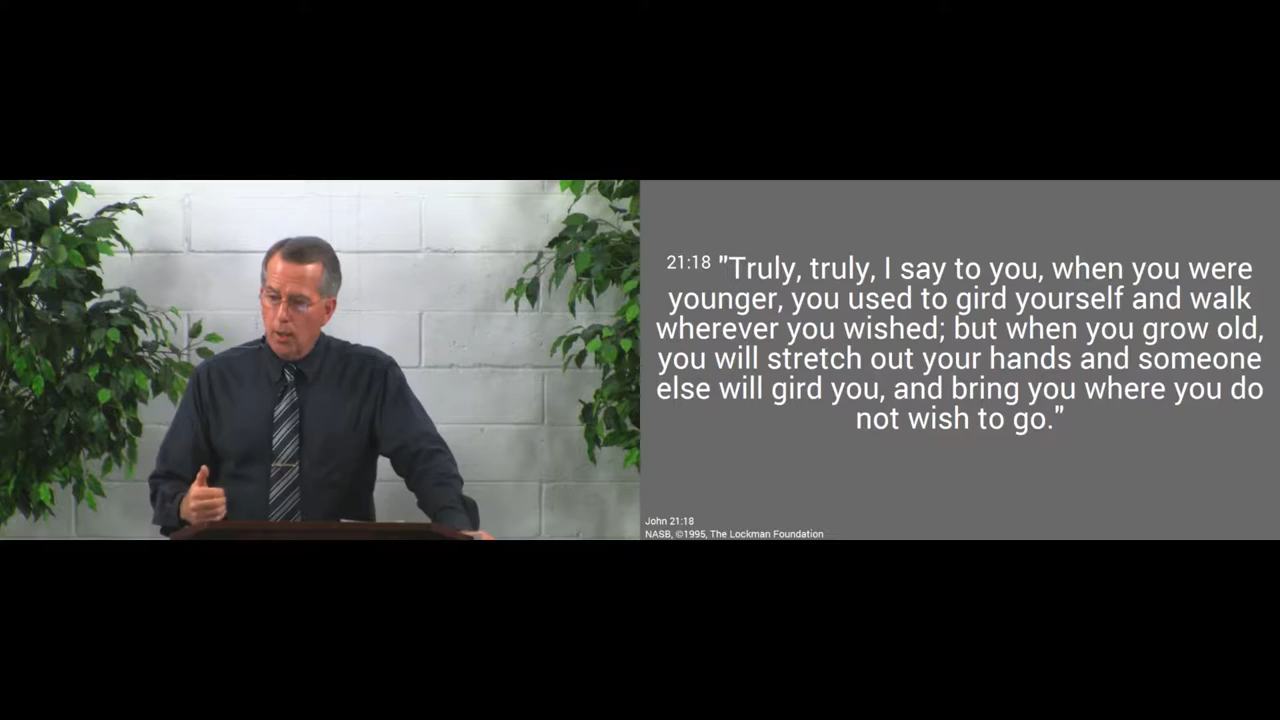 21:18 "Truly, truly, I say to you, when you were
younger, you used to gird yourself and walk
wherever you wished; but when you grow old,
you will stretch out your hands and someone
else will gird you, and bring you where you do
not wish to go."
John 21:18
NASB, ©1995, The Lockman Foundation